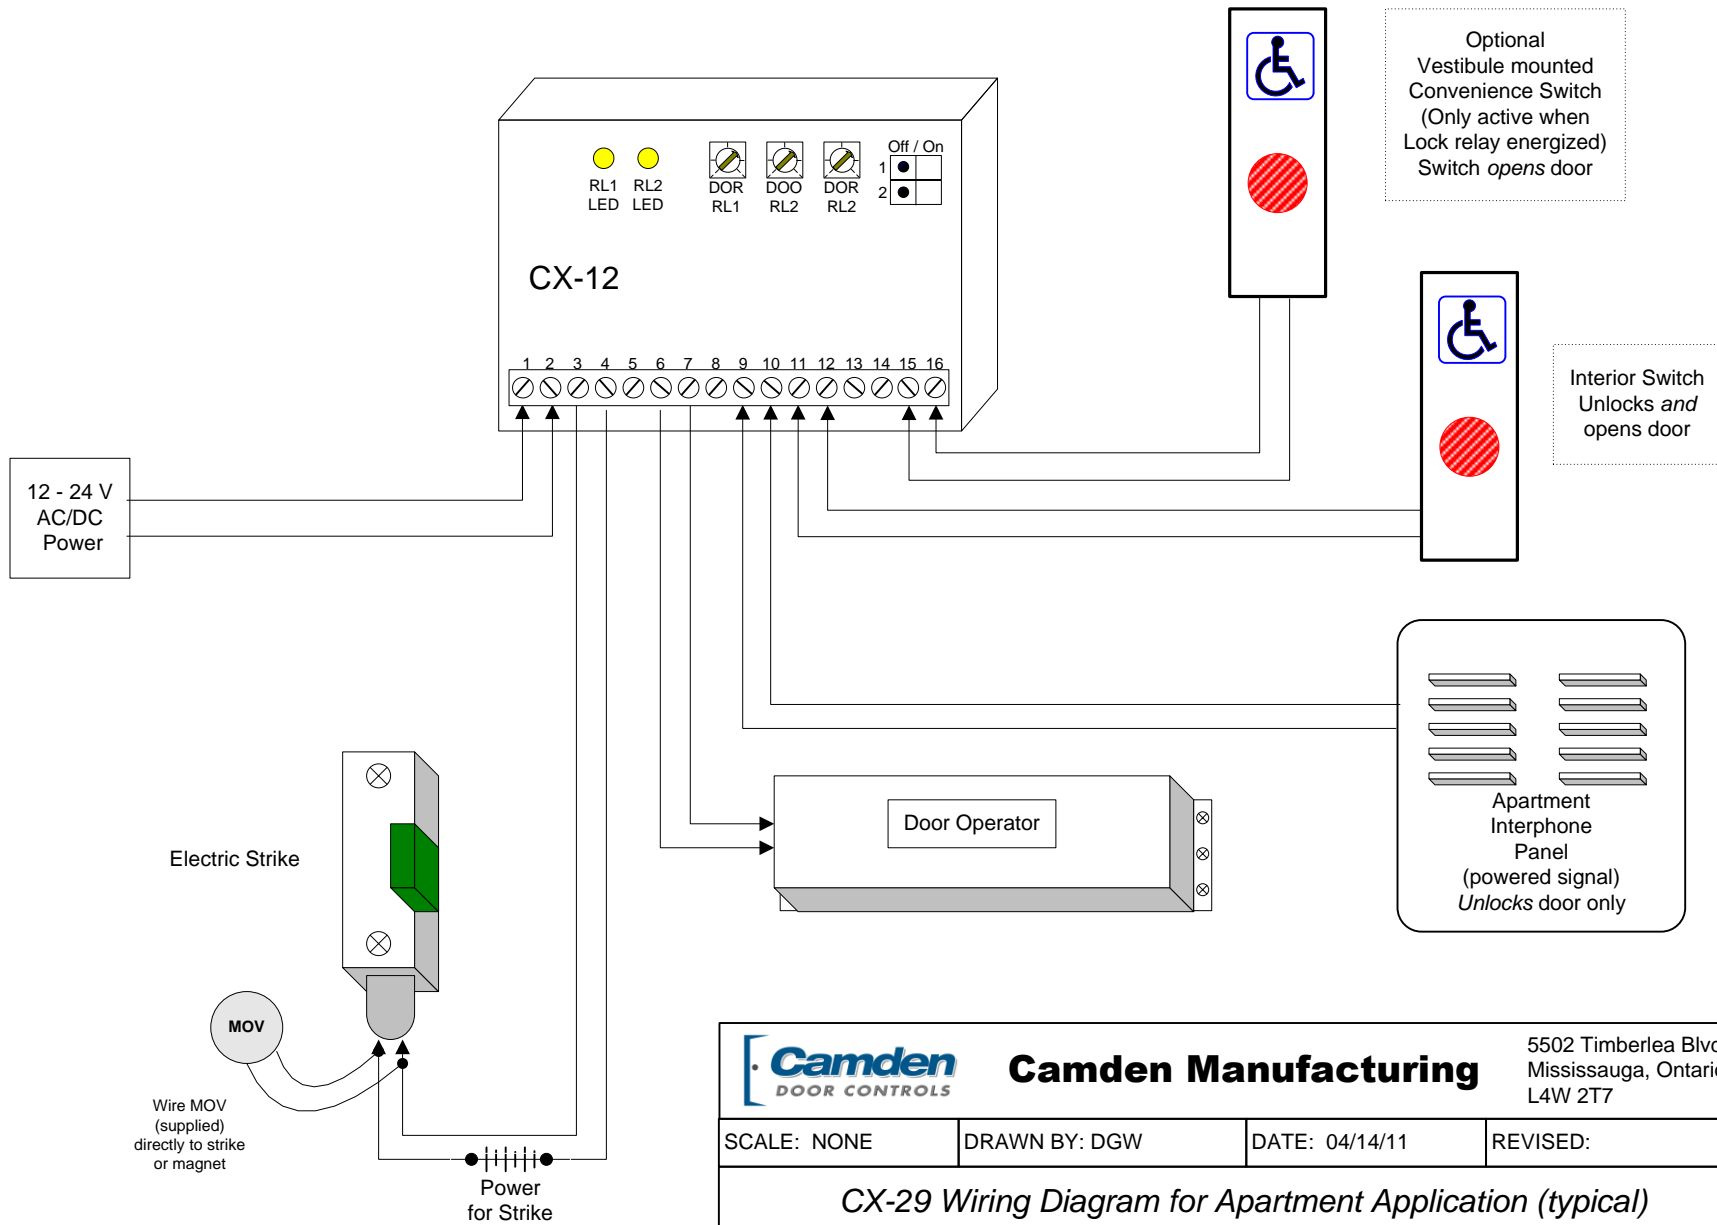 Optional
Vestibule mounted
Convenience Switch
(Only active when
Lock relay energized)
Switch opens door
Off / On
1
2
RL1 LED
RL2 LED
DOR RL1
DOO RL2
DOR RL2
CX-12
1 2 3 4 5 6 7 8 9 10 11 12 13 14 15 16
Interior Switch
Unlocks and
opens door
12 - 24 V
AC/DC
Power
Apartment
Interphone
Panel
(powered signal)
Unlocks door only
Door Operator
Electric Strike
MOV
Wire MOV
(supplied)
directly to strike
or magnet
Power
for Strike
Camden
DOOR CONTROLS
Camden Manufacturing
5502 Timberlea
Mississauga,
L4W 2T7
SCALE: NONE
DRAWN BY: DGW
DATE: 04/14/11
REVISED:
CX-29 Wiring Diagram for Apartment Application (typical)